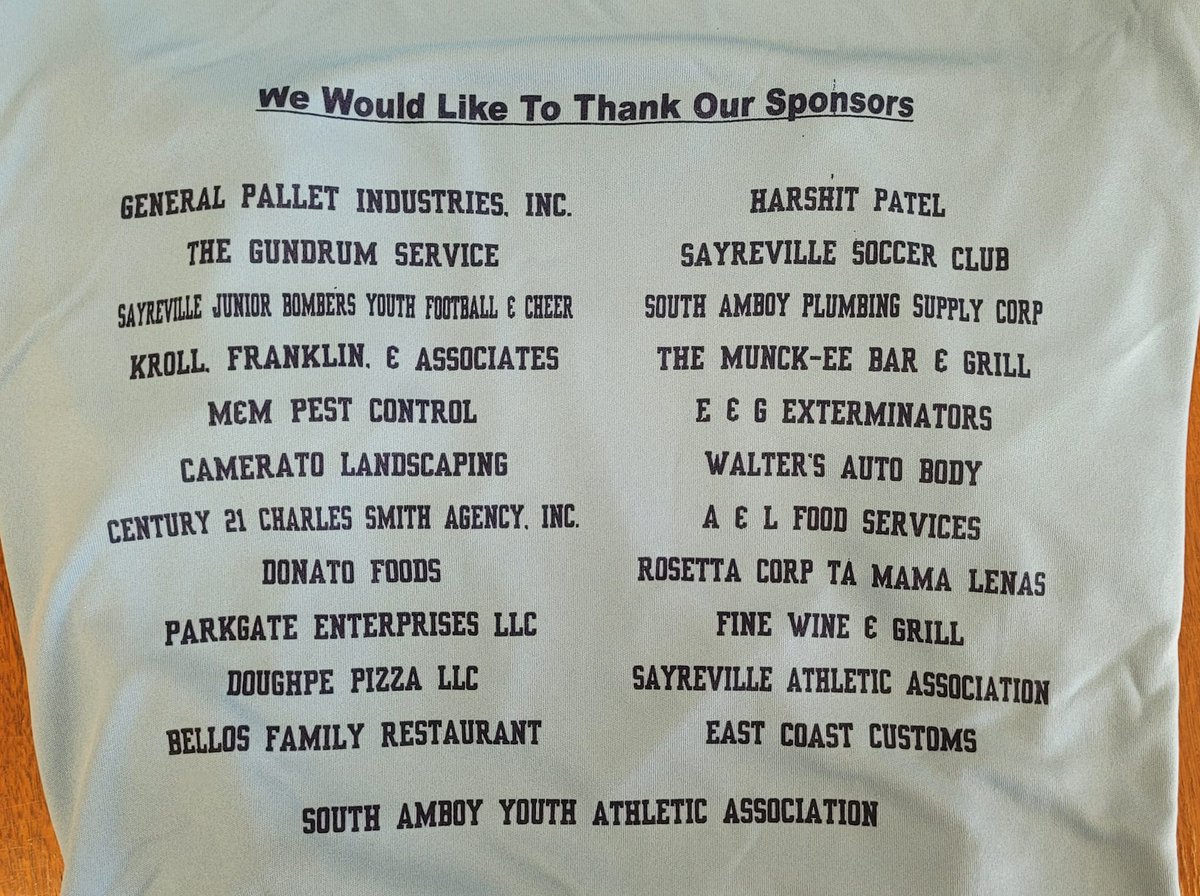 We Would Like To Thank Our Sponsors
GENERAL PALLET INDUSTRIES, INC.
THE GUNDRUM SERVICE
SAYREVILLE JUNIOR BOMBERS YOUTH FOOTBALL & CHEER
KROLL, FRANKLIN, & ASSOCIATES
M&M PEST CONTROL
CAMERATO LANDSCAPING
CENTURY 21 CHARLES SMITH AGENCY, INC.
DONATO FOODS
PARKGATE ENTERPRISES LLC
DOUGHPE PIZZA LLC
BELLOS FAMILY RESTAURANT
HARSHIT PATEL
SAYREVILLE SOCCER CLUB
SOUTH AMBOY PLUMBING SUPPLY CORP
THE MUNCK-EE BAR & GRILL
E & G EXTERMINATORS
WALTER'S AUTO BODY
A & L FOOD SERVICES
ROSETTA CORP TA MAMA LENAS
FINE WINE & GRILL
SAYREVILLE ATHLETIC ASSOCIATION
EAST COAST CUSTOMS
SOUTH AMBOY YOUTH ATHLETIC ASSOCIATION